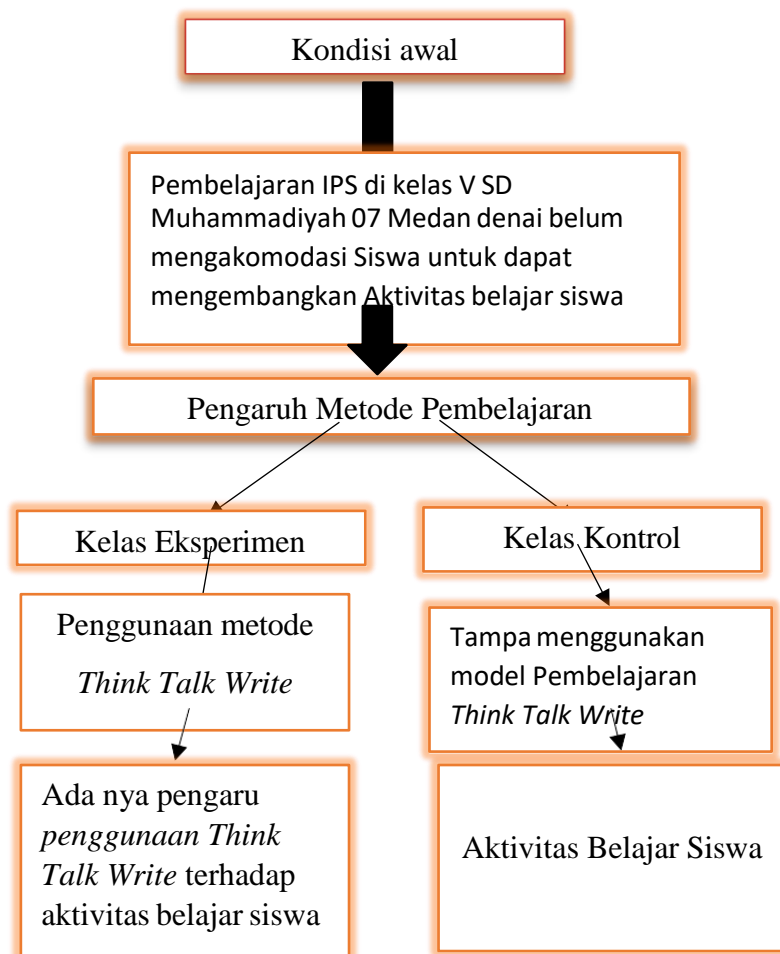 Kondisi awal
Pembelajaran IPS di kelas V SD
Muhammadiyah 07 Medan denai belum
mengakomodasi Siswa untuk dapat
mengembangkan Aktivitas belajar siswa
Pengaruh Metode Pembelajaran
Kelas Eksperimen
Kelas Kontrol
Penggunaan metode
Think Talk Write
Tampa menggunakan
model Pembelajaran
Think Talk Write
Ada nya pengaru
penggunaan Think
Talk Write terhadap
aktivitas belajar siswa
Aktivitas Belajar Siswa